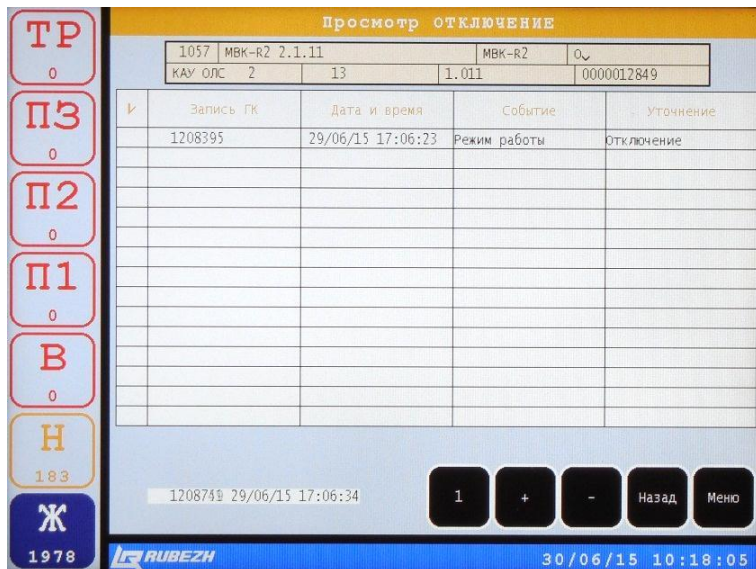 Просмотр ОТКЛЮЧЕНИЕ
ТР
0
П3
0
П2
0
П1
0
В
0
Н
183
Ж
1978
1057 МВК-R2 2.1.11 МВК-R2
КАУ ОЛС 2 13 1.011 0000012849
Запись ГК Дата и время Событие Уточнение
1208395 29/06/15 17:06:23 Режим работы Отключение
29/06/15 17:06:34
1 + - Назад Меню
RUBEZH
30/06/15 10:18:05